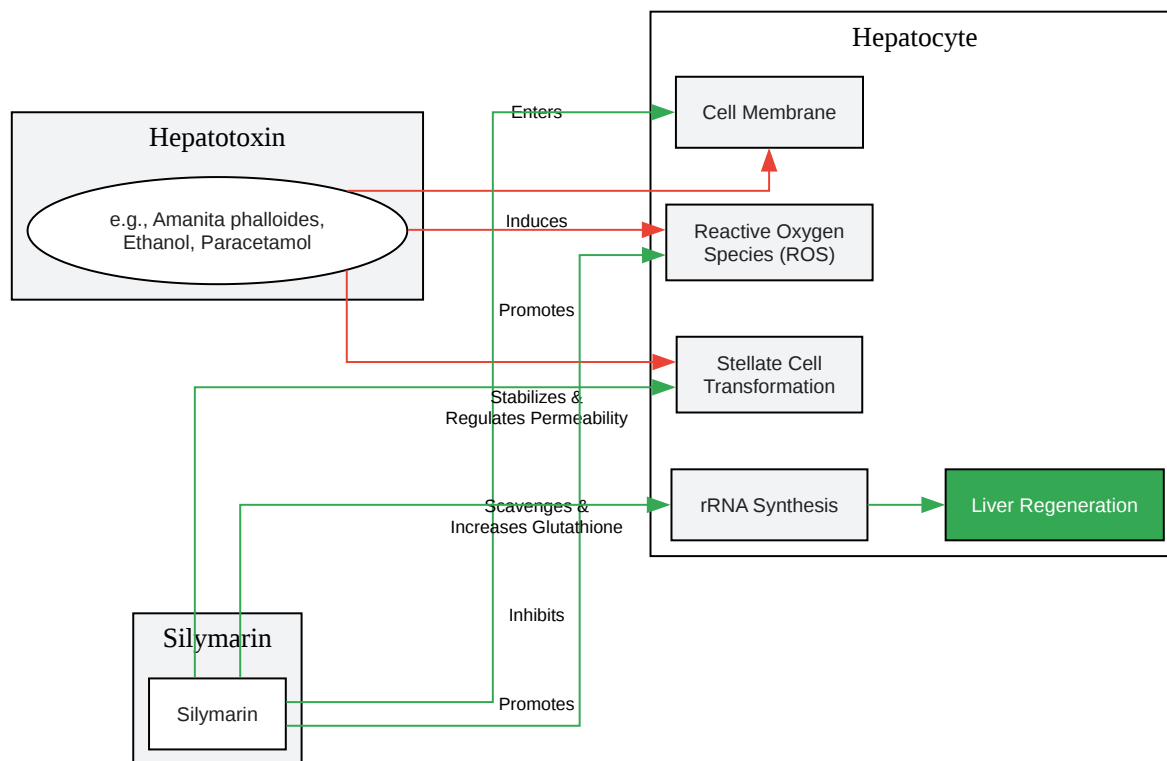 Hepatocyte
Cell Membrane
Enters
Hepatotoxin
e.g., Amanita phalloides,
Ethanol, Paracetamol
Induces
Reactive Oxygen
Species (ROS)
Promotes
Stellate Cell
Transformation
Stabilizes &
Regulates Permeability
Scavenges &
Increases Glutathione
rRNA Synthesis
Liver Regeneration
Inhibits
Silymarin
Silymarin
Promotes